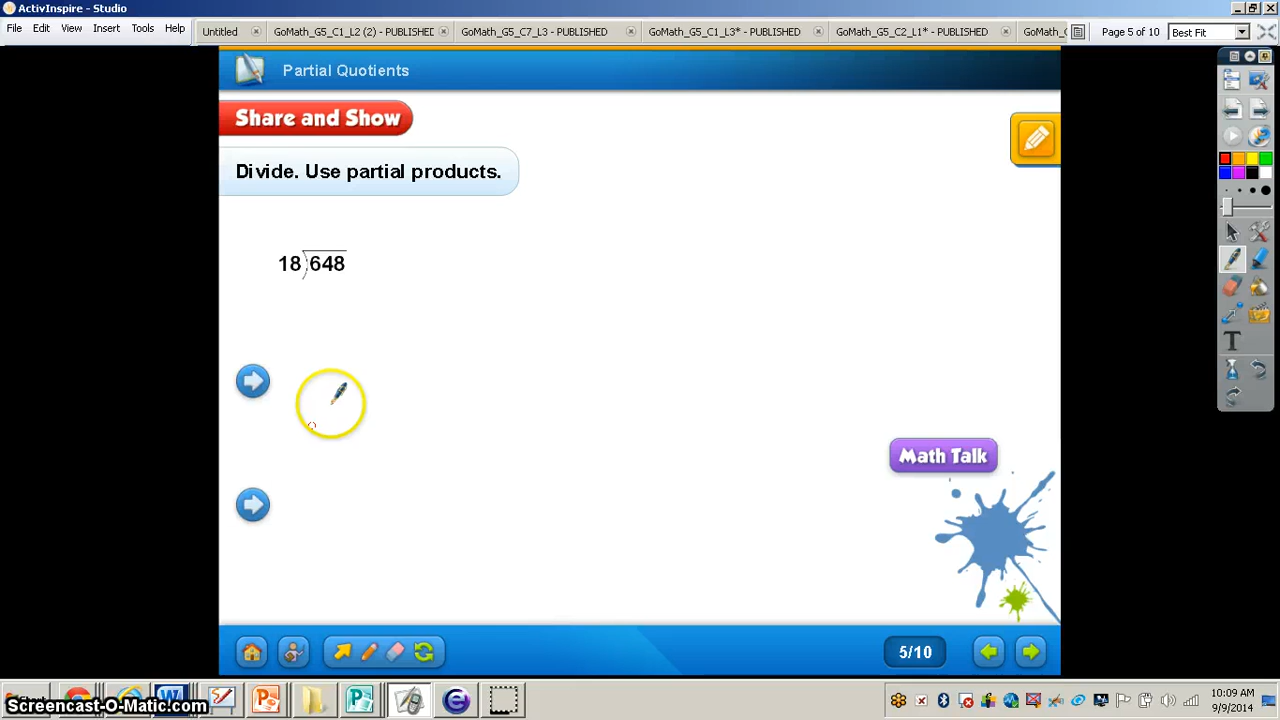 ActivInspire - Studio
File Edit View Insert Tools Help
Untitled GoMath_G5_C1_L2 (2) - PUBLISHED GoMath_G5_C7_L3 - PUBLISHED GoMath_G5_C1_L3* - PUBLISHED GoMath_G5_C2_L1* - PUBLISHED Page 5 of 10 Best Fit
Partial Quotients
Share and Show
Divide. Use partial products.
18 648
Math Talk
5/10
10:09 AM
9/9/2014
Screencast-O-Matic.com